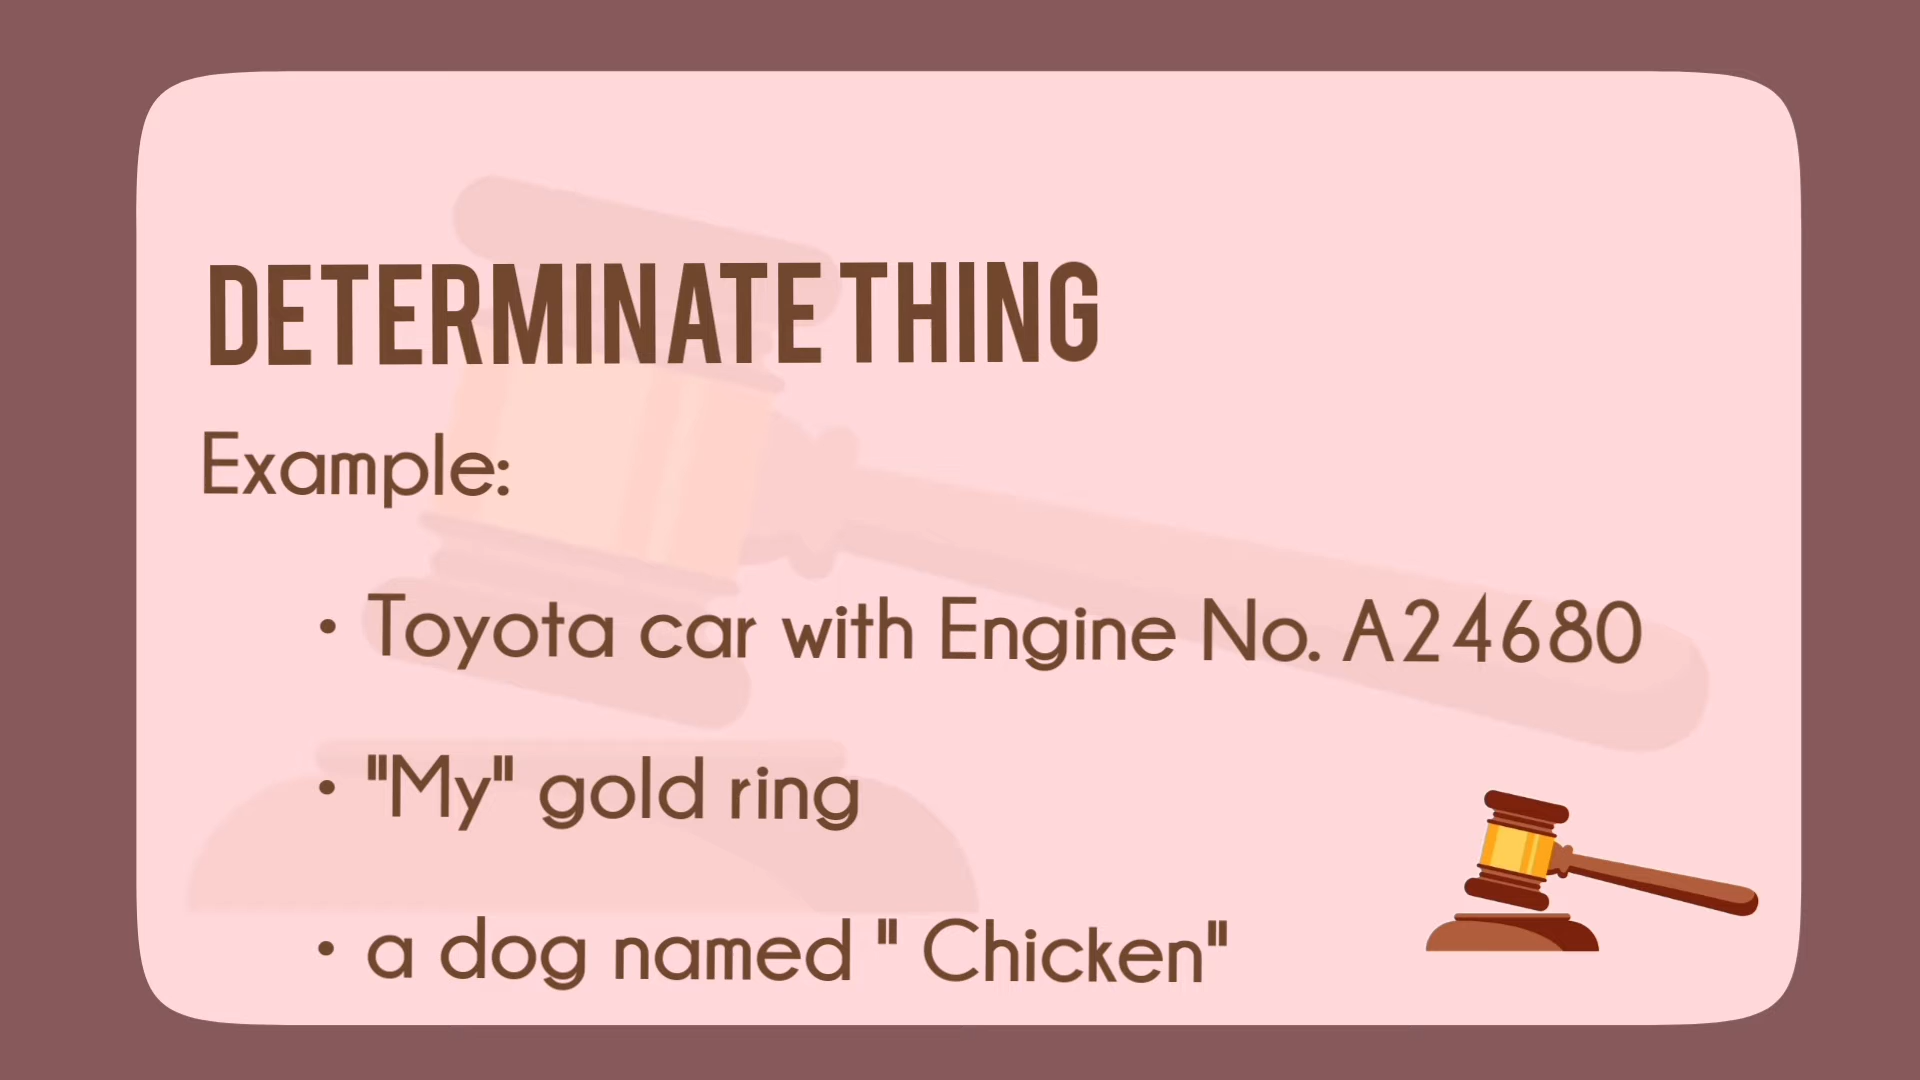 DETERMINATE THING
Example:
• Toyota car with Engine No. A24680
• "My" gold ring
• a dog named " Chicken"